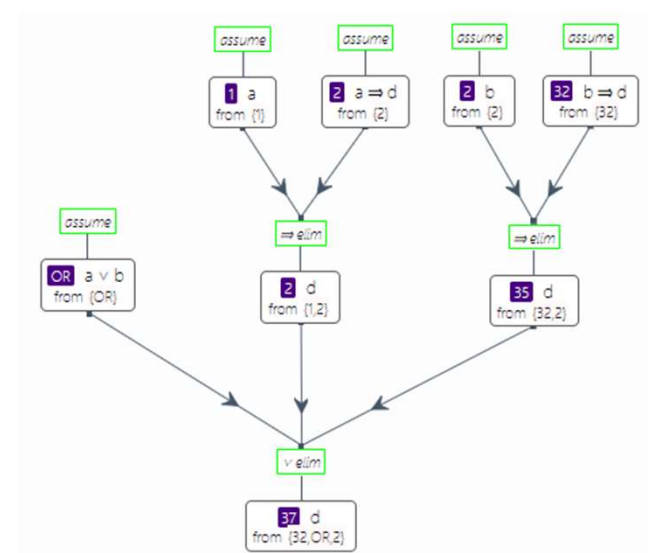 assume
assume
assume
assume
1 a
from {1}
2 a ⇒ d
from {2}
2 b
from {2}
32 b ⇒ d
from {32}
assume
⇒ elim
⇒ elim
OR a ∨ b
from {OR}
2 d
from {1,2}
35 d
from {32,2}
∨ elim
37 d
from {32,OR,2}